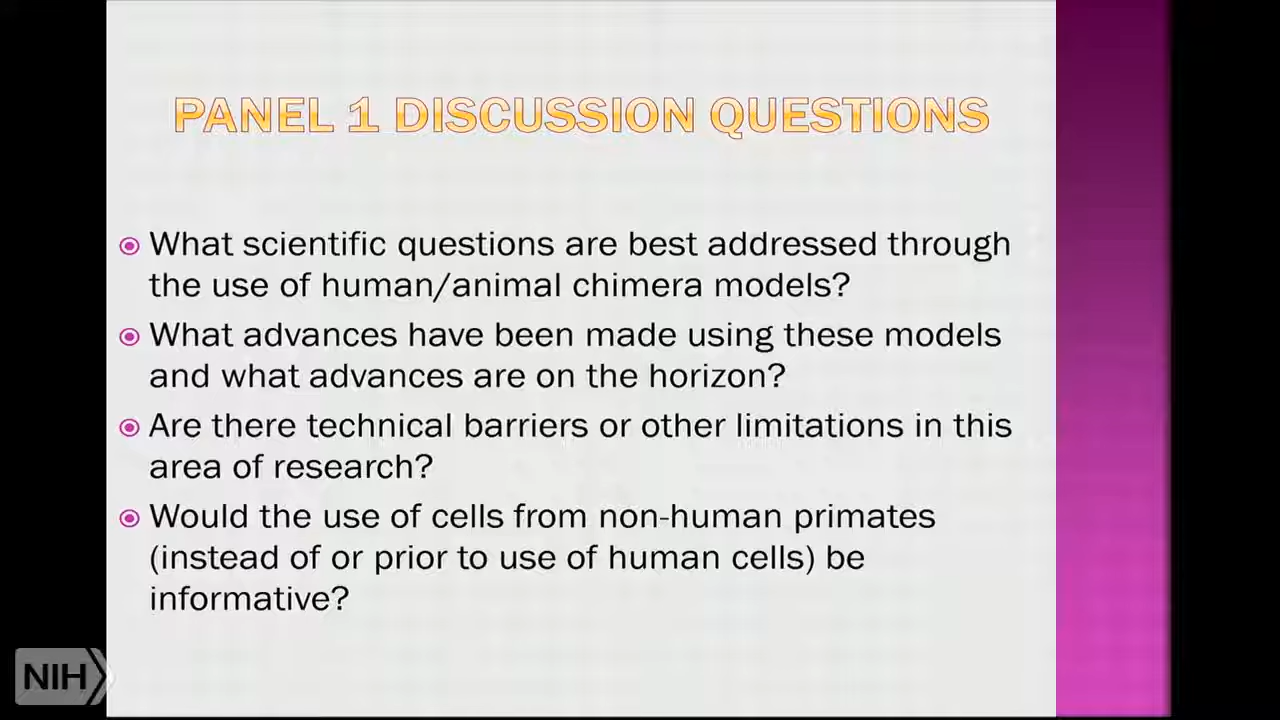 PANEL 1 DISCUSSION QUESTIONS
What scientific questions are best addressed through
the use of human/animal chimera models?
What advances have been made using these models
and what advances are on the horizon?
Are there technical barriers or other limitations in this
area of research?
Would the use of cells from non-human primates
(instead of or prior to use of human cells) be
informative?
NIH